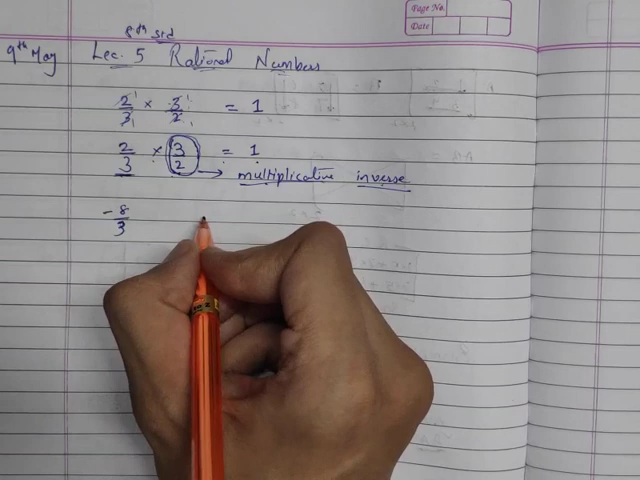 Page No.
Date
8th std
9th May Lec. 5 Rational Numbers
2/3 × 3/2 = 1
2/3 × 3/2 = 1
→ multiplicative inverse
-8/3